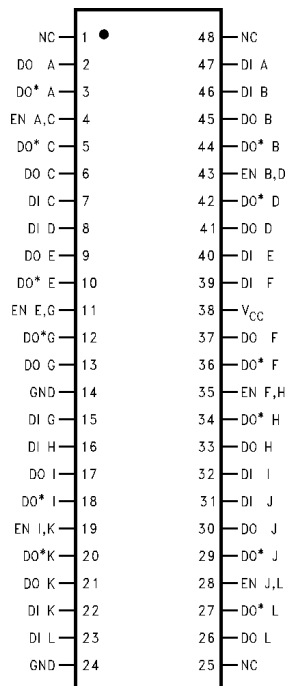 NC 1 48 NC
DO A 2 47 DI A
DO* A 3 46 DI B
EN A,C 4 45 DO B
DO* C 5 44 DO* B
DO C 6 43 EN B,D
DI C 7 42 DO* D
DI D 8 41 DO D
DO E 9 40 DI E
DO* E 10 39 DI F
EN E,G 11 38 VCC
DO*G 12 37 DO F
DO G 13 36 DO* F
GND 14 35 EN F,H
DI G 15 34 DO* H
DI H 16 33 DO H
DO I 17 32 DI I
DO* I 18 31 DI J
EN I,K 19 30 DO J
DO*K 20 29 DO* J
DO K 21 28 EN J,L
DI K 22 27 DO* L
DI L 23 26 DO L
GND 24 25 NC